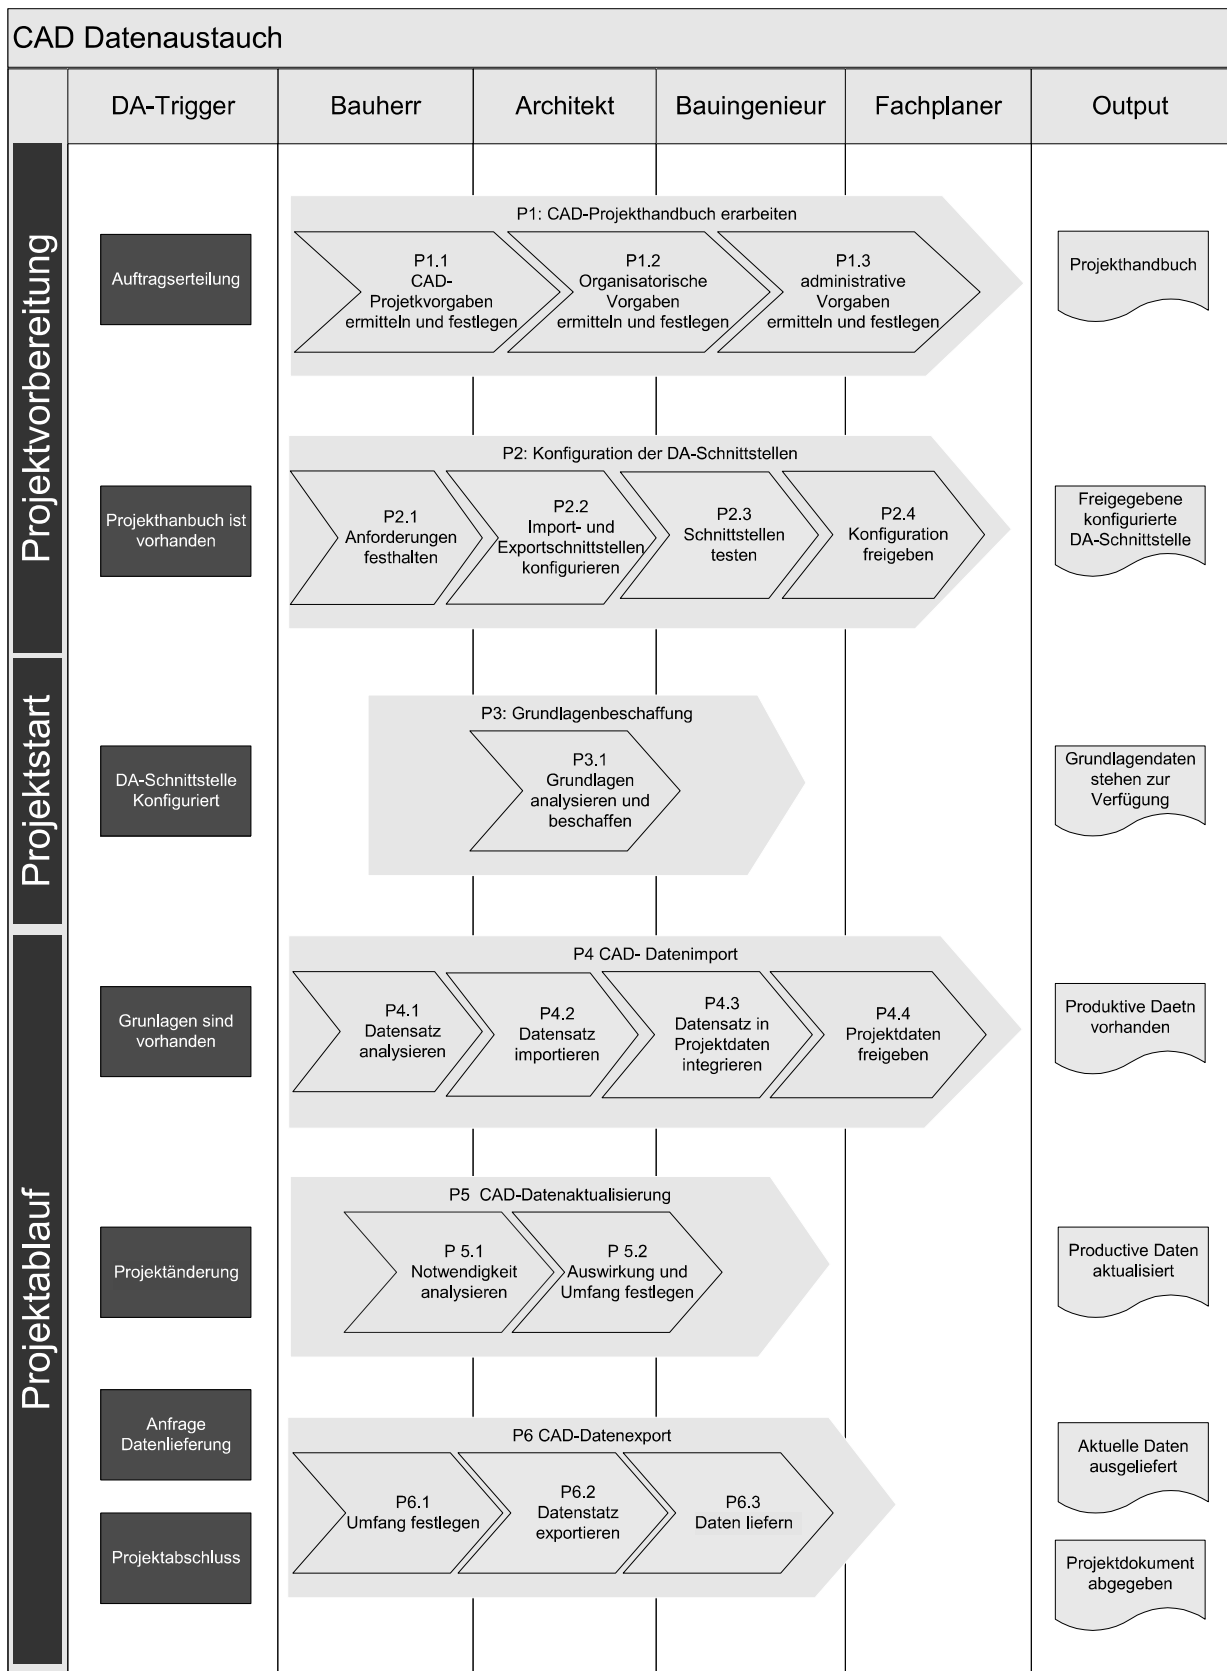 CAD Datenaustauch
DA-Trigger
Bauherr
Architekt
Bauingenieur
Fachplaner
Output
Projektvorbereitung
Auftragserteilung
P1: CAD-Projekthandbuch erarbeiten
P1.1
CAD-
Projetkvorgaben
ermitteln und festlegen
P1.2
Organisatorische
Vorgaben
ermitteln und festlegen
P1.3
administrative
Vorgaben
ermitteln und festlegen
Projekthandbuch
Projekthanbuch ist
vorhanden
P2: Konfiguration der DA-Schnittstellen
P2.1
Anforderungen
festhalten
P2.2
Import- und
Exportschnittstellen
konfigurieren
P2.3
Schnittstellen
testen
P2.4
Konfiguration
freigeben
Freigegebene
konfigurierte
DA-Schnittstelle
Projektstart
DA-Schnittstelle
Konfiguriert
P3: Grundlagenbeschaffung
P3.1
Grundlagen
analysieren und
beschaffen
Grundlagendaten
stehen zur
Verfügung
Projektablauf
Grunlagen sind
vorhanden
P4 CAD- Datenimport
P4.1
Datensatz
analysieren
P4.2
Datensatz
importieren
P4.3
Datensatz in
Projektdaten
integrieren
P4.4
Projektdaten
freigeben
Produktive Daetn
vorhanden
Projektänderung
P5  CAD-Datenaktualisierung
P 5.1
Notwendigkeit
analysieren
P 5.2
Auswirkung und
Umfang festlegen
Productive Daten
aktualisiert
Anfrage
Datenlieferung
Projektabschluss
P6 CAD-Datenexport
P6.1
Umfang festlegen
P6.2
Datenstatz
exportieren
P6.3
Daten liefern
Aktuelle Daten
ausgeliefert
Projektdokument
abgegeben